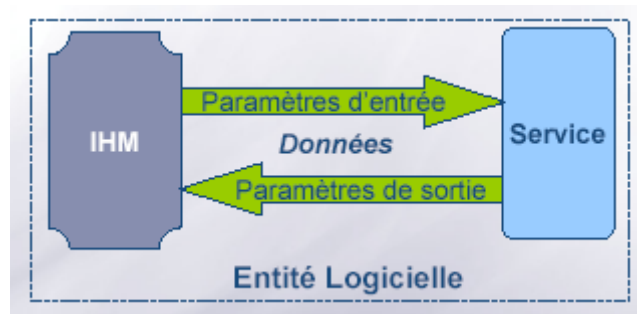 Paramètres d'entrée
IHM
Données
Service
Paramètres de sortie
Entité Logicielle